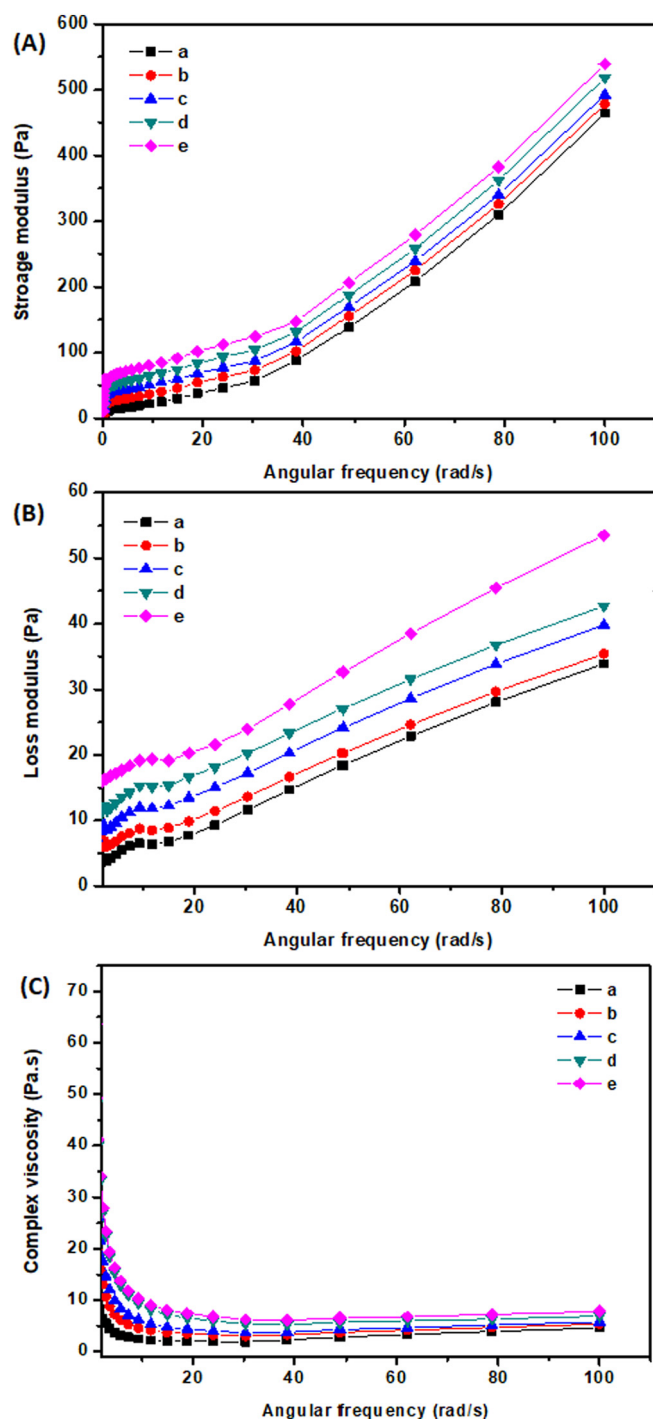 (A)
600
500
400
300
200
100
0
Stroage modulus (Pa)
a
b
c
d
e
0 20 40 60 80 100
Angular frequency (rad/s)
(B)
60
50
40
30
20
10
0
Loss modulus (Pa)
a
b
c
d
e
20 40 60 80 100
Angular frequency (rad/s)
(C)
70
60
50
40
30
20
10
0
Complex viscosity (Pa.s)
a
b
c
d
e
20 40 60 80 100
Angular frequency (rad/s)